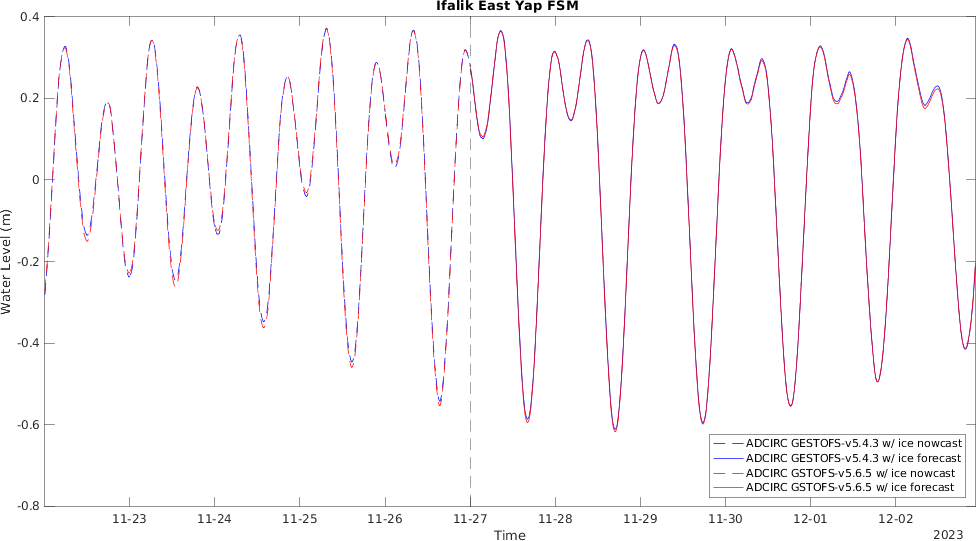 Ifalik East Yap FSM
0.4
0.2
0
-0.2
-0.4
-0.6
-0.8
Water Level (m)
ADCIRC GESTOFS-v5.4.3 w/ ice nowcast
ADCIRC GESTOFS-v5.4.3 w/ ice forecast
ADCIRC GSTOFS-v5.6.5 w/ ice nowcast
ADCIRC GSTOFS-v5.6.5 w/ ice forecast
11-23 11-24 11-25 11-26 11-27 11-28 11-29 11-30 12-01 12-02
Time
2023